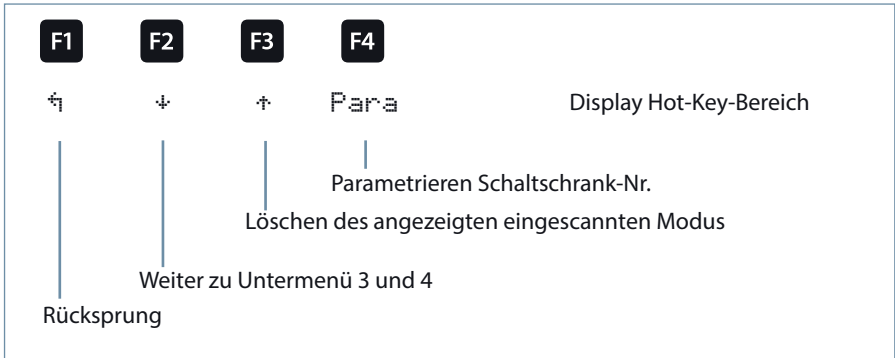 F1 F2 F3 F4
↰ ↓ ↑ Para Display Hot-Key-Bereich
Parametrieren Schaltschrank-Nr.
Löschen des angezeigten eingescannten Modus
Weiter zu Untermenü 3 und 4
Rücksprung